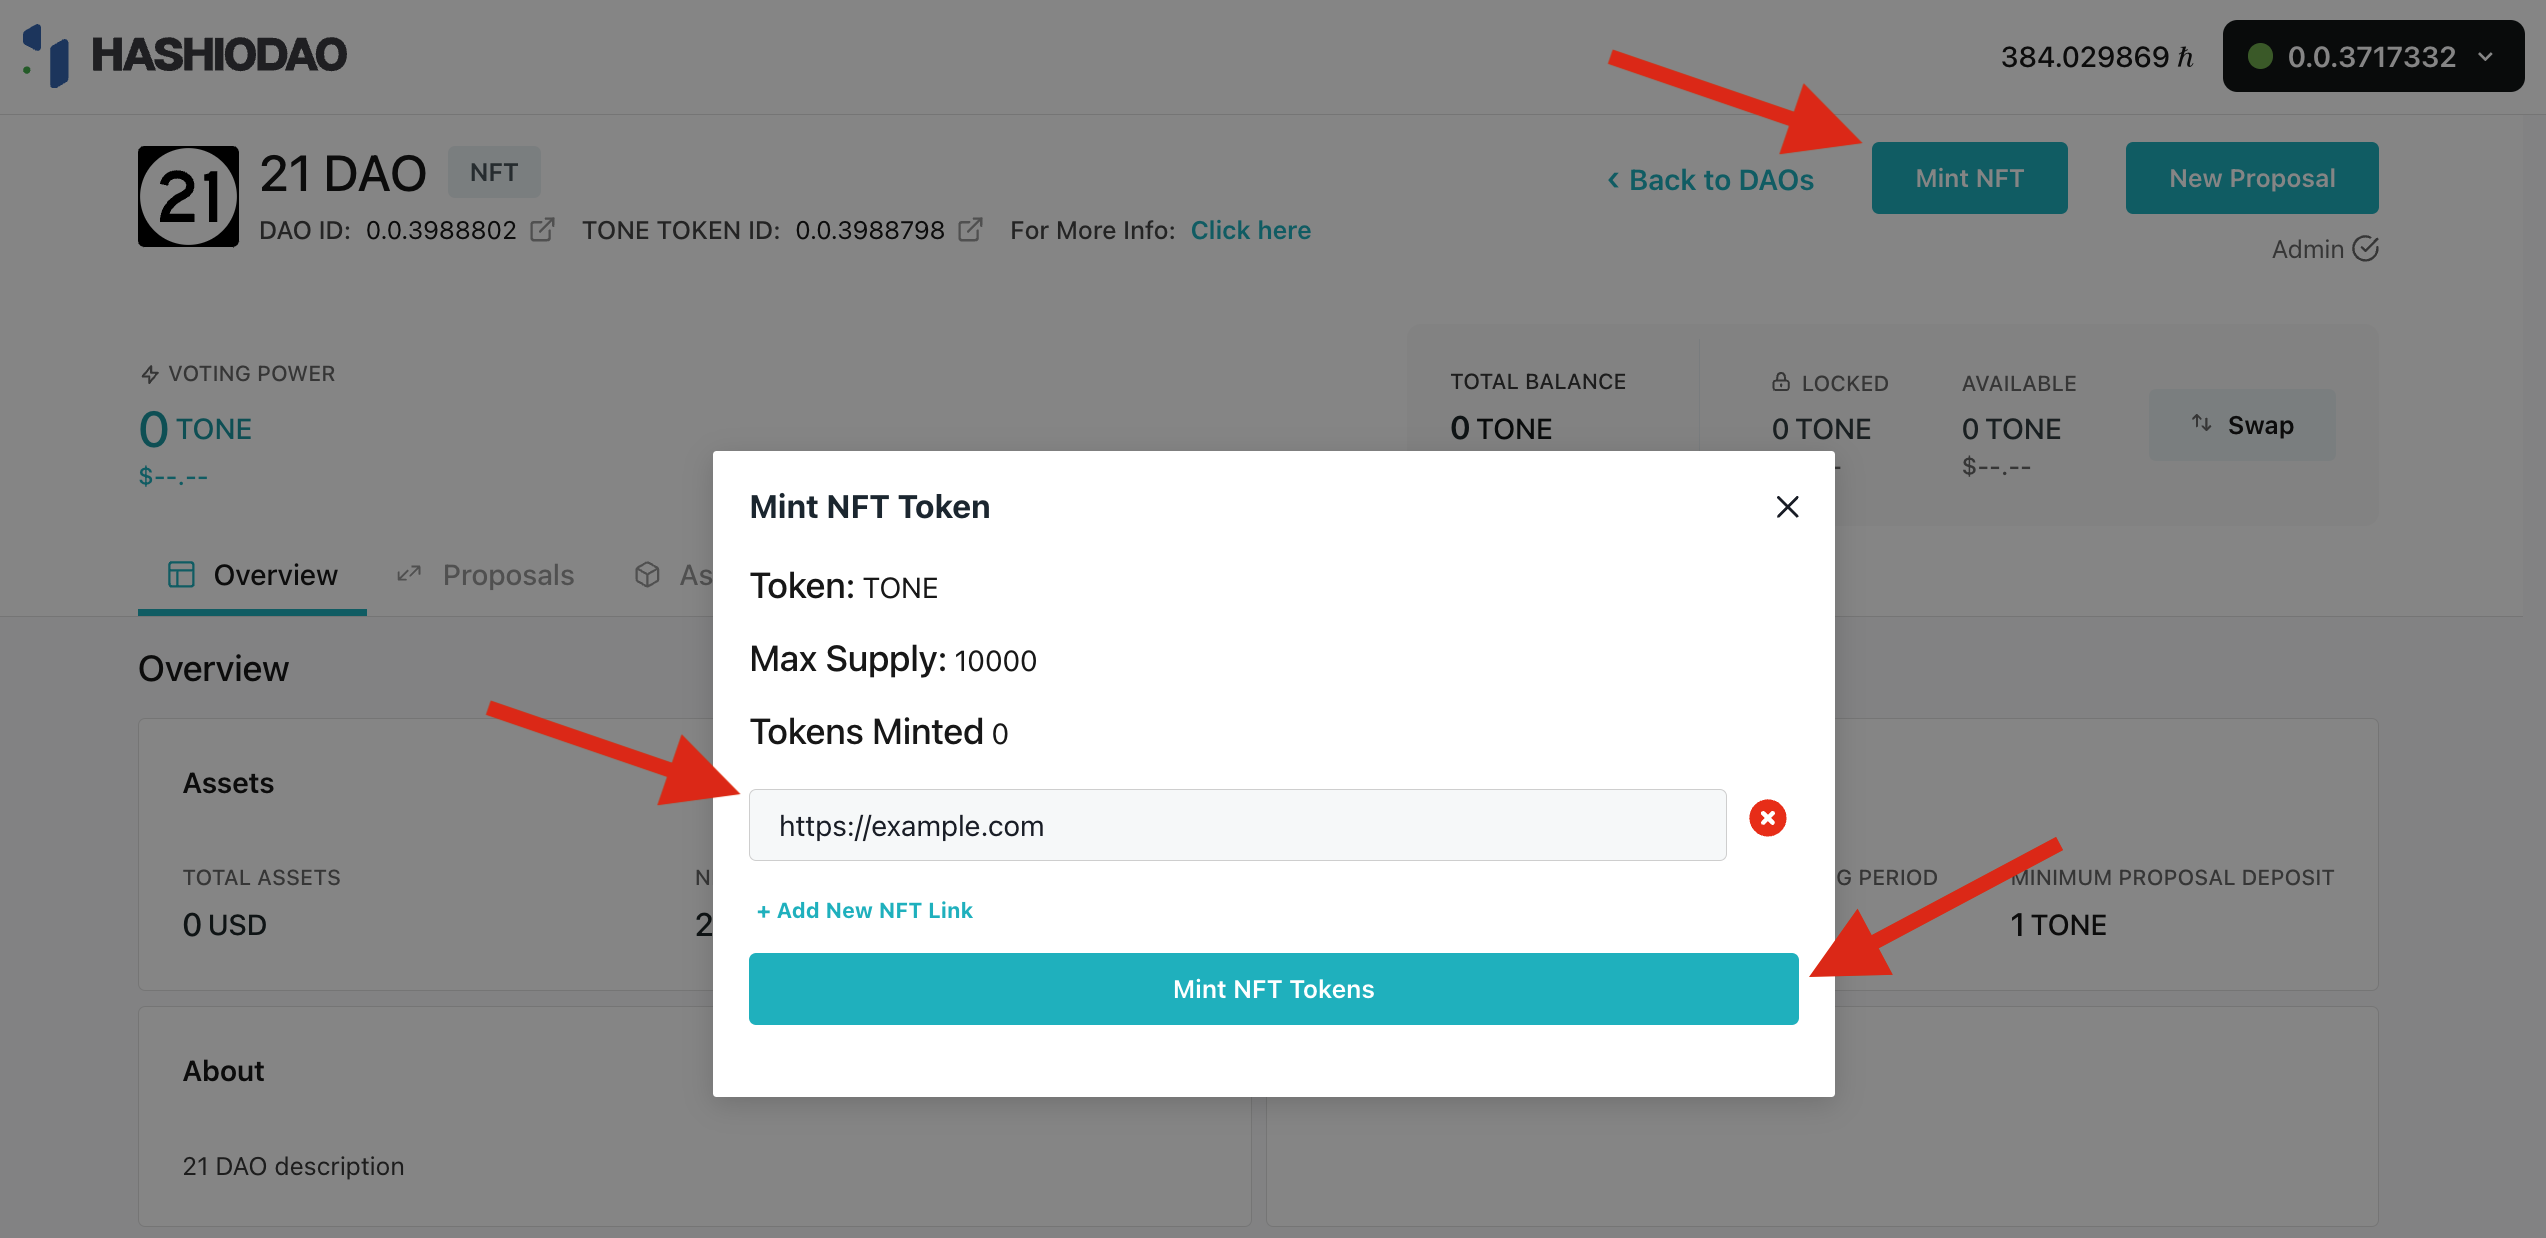 HASHIODAO
384.029869 ℏ
0.0.3717332
21
21 DAO
NFT
‹ Back to DAOs
Mint NFT
New Proposal
DAO ID: 0.0.3988802
TONE TOKEN ID: 0.0.3988798
For More Info: Click here
Admin
VOTING POWER
0 TONE
$--.--
TOTAL BALANCE
0 TONE
LOCKED
0 TONE
AVAILABLE
0 TONE
$--.--
Swap
Overview
Proposals
Mint NFT Token
Token: TONE
Max Supply: 10000
Tokens Minted 0
https://example.com
+ Add New NFT Link
Mint NFT Tokens
Overview
Assets
TOTAL ASSETS
0 USD
G PERIOD
MINIMUM PROPOSAL DEPOSIT
1 TONE
About
21 DAO description